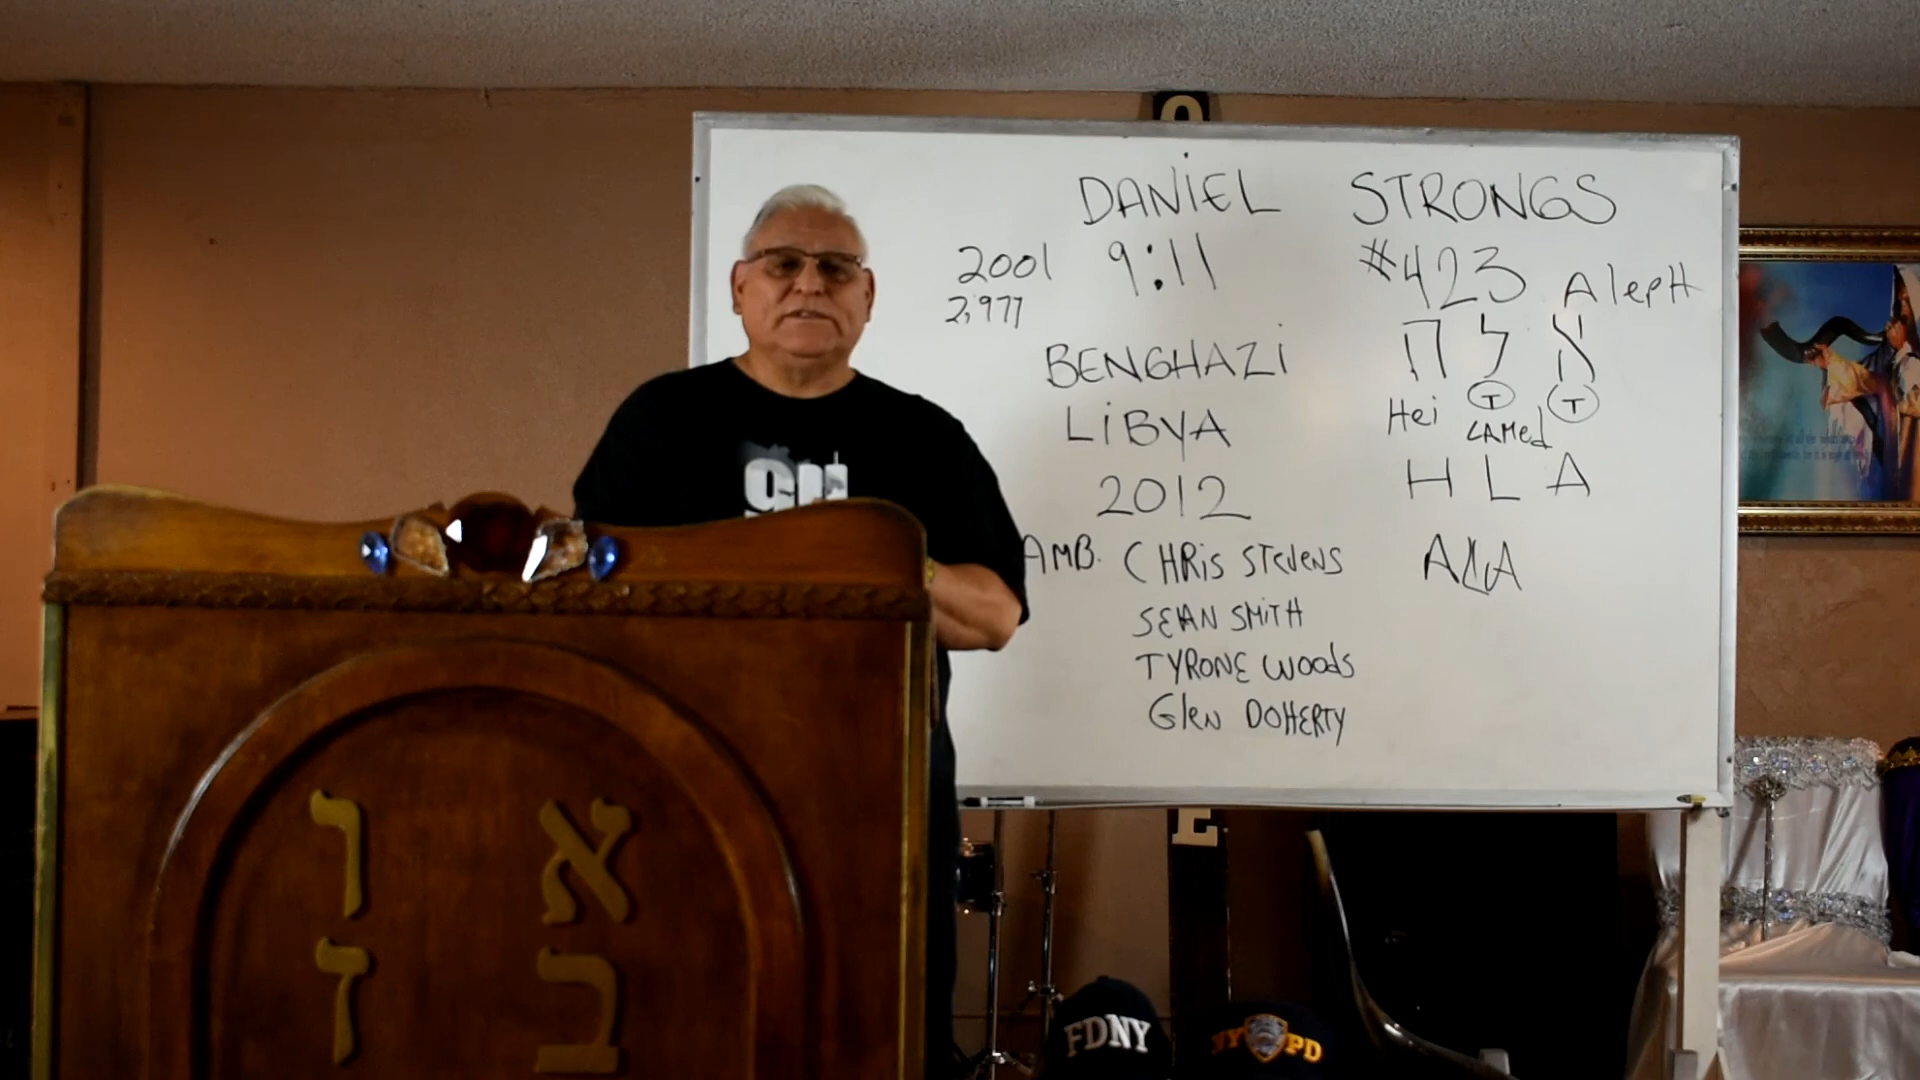 DANIEL STRONGS
2001 9:11 #423
2,977 AlepH
ה ל א
BENGHAZI
T T
Hei LAMed
LIBYA
H L A
2012
AMB. CHRIS STEVENS ALLA
SEAN SMITH
TYRONE WOODS
GLEN DOHERTY
911
ו א
ז ב
FDNY
NYPD
E